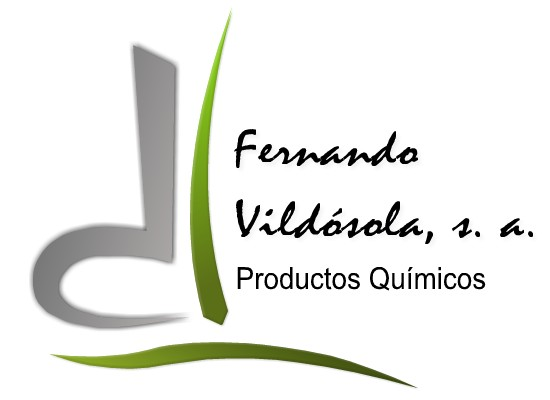 Fernando
Vildósola, s. a.
Productos Químicos